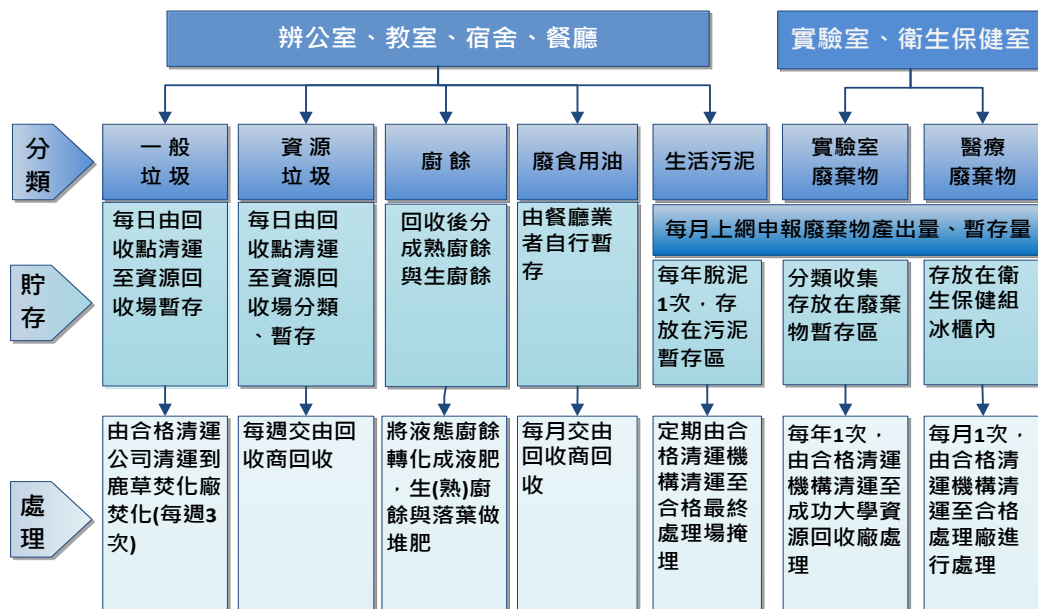 辨公室、教室、宿舍、餐廳
實驗室、衛生保健室
分
類
一般
垃圾
資源
垃圾
廚餘
廢食用油
生活污泥
實驗室
廢棄物
醫療
廢棄物
貯
存
每日由回
收點清運
至資源回
收場暫存
每日由回
收點清運
至資源回
收場分類
、暫存
回收後分
成熟廚餘
與生廚餘
由餐廳業
者自行暫
存
每月上網申報廢棄物產出量、暫存量
每年脫泥
1次，存
放在污泥
暫存區
分類收集
存放在廢棄
物暫存區
存放在衛
生保健組
冰櫃內
處
理
由合格清運
公司清運到
鹿草焚化廠
焚化(每週3
次)
每週交由回
收商回收
將液態廚餘
轉化成液肥
，生(熟)廚
餘與落葉做
堆肥
每月交由
回收商回
收
定期由合
格清運機
構清運至
合格最終
處理場掩
埋
每年1次，
由合格清運
機構清運至
成功大學資
源回收廠處
理
每月1次，
由合格清
運機構清
運至合格
處理廠進
行處理